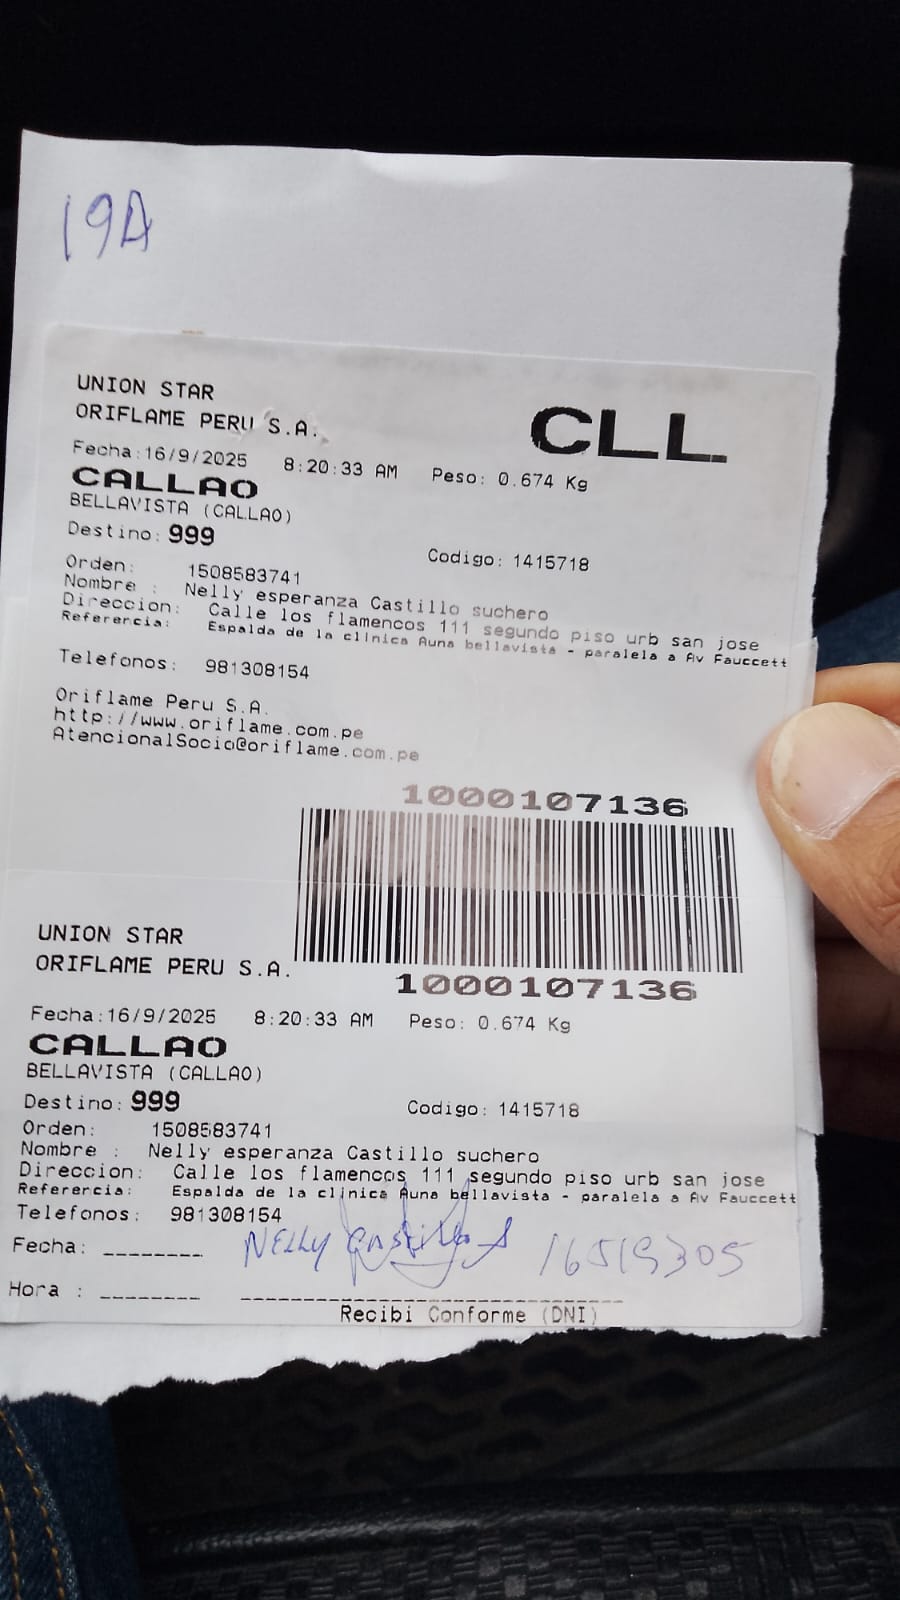 19A
UNION STAR
ORIFLAME PERU S.A.
CLL
Fecha:16/9/2025 8:20:33 AM Peso: 0.674 Kg
CALLAO
BELLAVISTA (CALLAO)
Destino: 999
Codigo: 1415718
Orden: 1508583741
Nombre : Nelly esperanza Castillo suchero
Direccion: Calle los flamencos 111 segundo piso urb san jose
Referencia: Espalda de la clinica Auna bellavista - paralela a Av Fauccett
Telefonos: 981308154
Oriflame Peru S.A.
http://www.oriflame.com.pe
AtencionalSocio@oriflame.com.pe
1000107136
1000107136
UNION STAR
ORIFLAME PERU S.A.
Fecha:16/9/2025 8:20:33 AM Peso: 0.674 Kg
CALLAO
BELLAVISTA (CALLAO)
Destino: 999
Codigo: 1415718
Orden: 1508583741
Nombre : Nelly esperanza Castillo suchero
Direccion: Calle los flamencos 111 segundo piso urb san jose
Referencia: Espalda de la clinica Auna bellavista - paralela a Av Fauccett
Telefonos: 981308154
Fecha: ________ NELLY Castillo S
Hora : ________
Recibi Conforme (DNI)